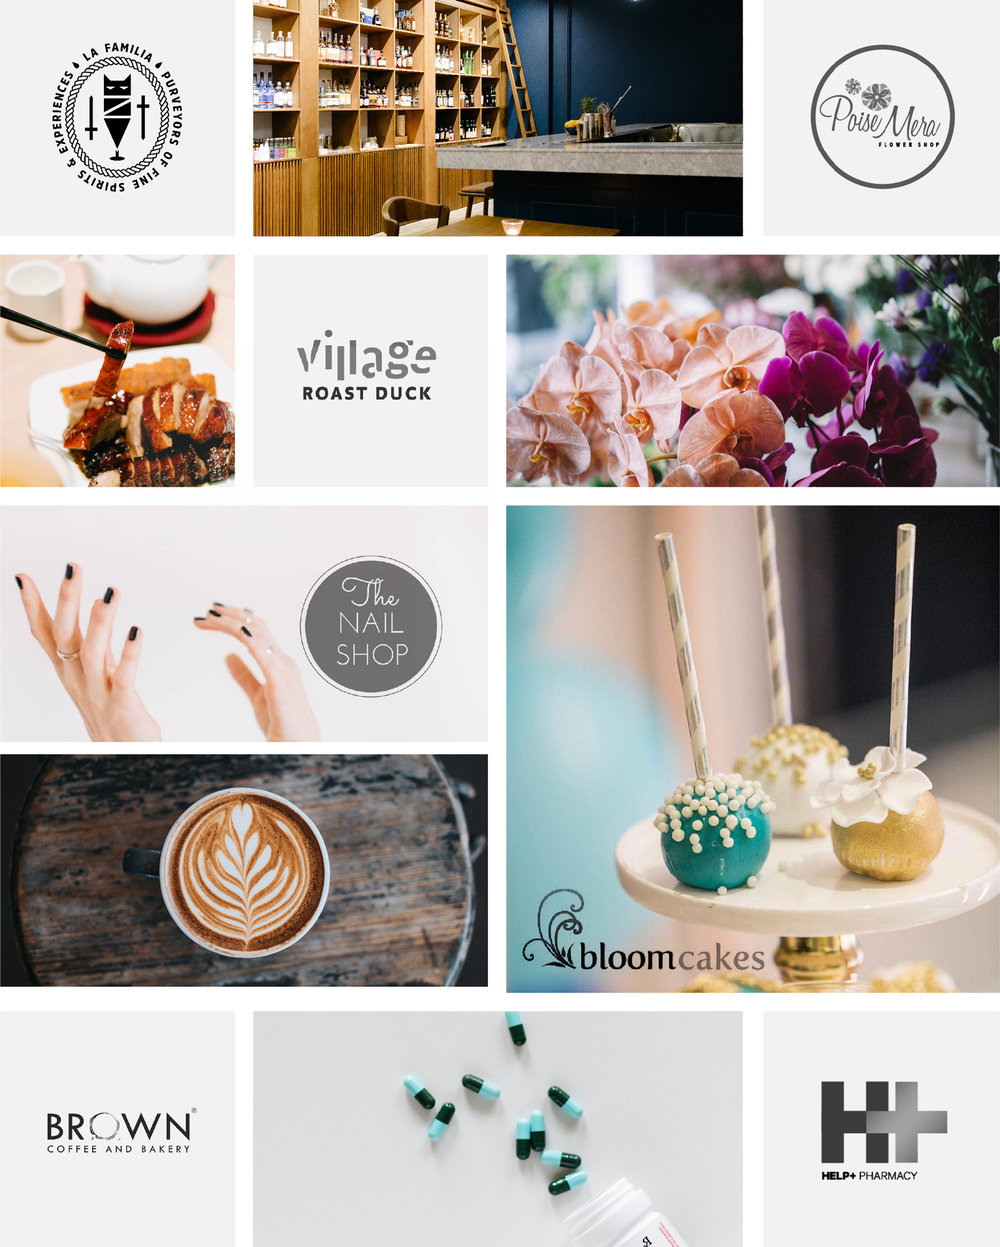 LA FAMILIA
PURVEYORS OF FINE SPIRITS & EXPERIENCES
Poise Mera
FLOWER SHOP
village
ROAST DUCK
The
NAIL
SHOP
bloomcakes
BROWN®
COFFEE AND BAKERY
H+
HELP+ PHARMACY